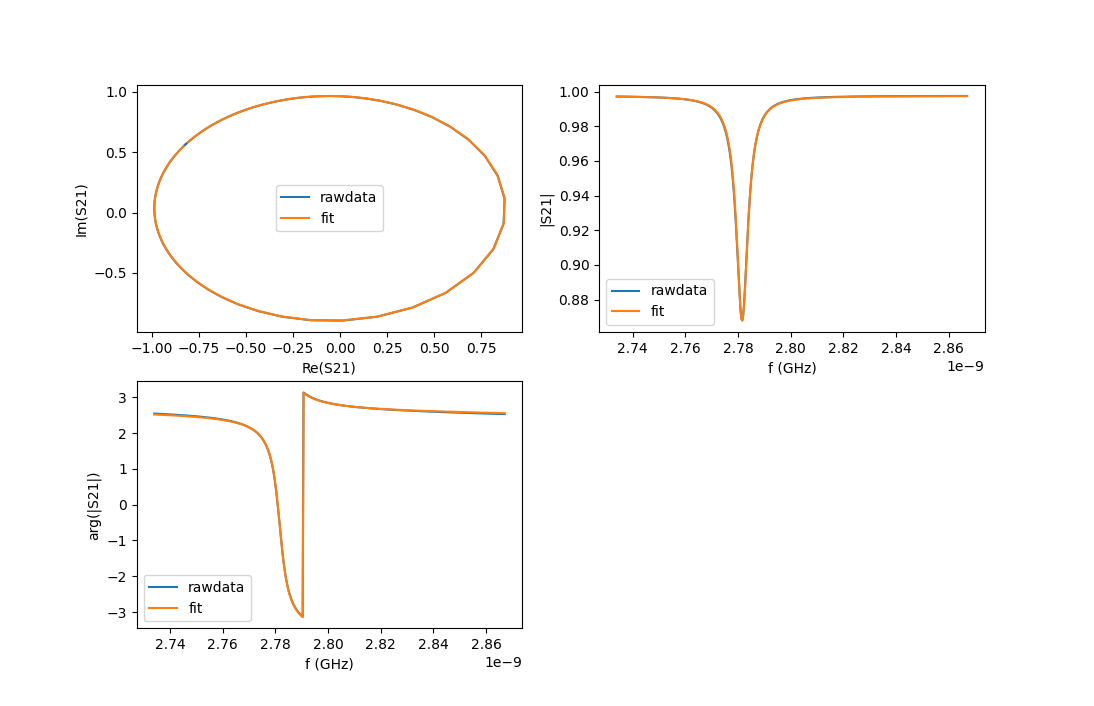 1.0
0.5
0.0
−0.5
Im(S21)
rawdata
fit
−1.00 −0.75 −0.50 −0.25 0.00 0.25 0.50 0.75
Re(S21)
1.00
0.98
0.96
0.94
0.92
0.90
0.88
|S21|
rawdata
fit
2.74 2.76 2.78 2.80 2.82 2.84 2.86
1e−9
f (GHz)
3
2
1
0
−1
−2
−3
arg(|S21|)
rawdata
fit
2.74 2.76 2.78 2.80 2.82 2.84 2.86
1e−9
f (GHz)